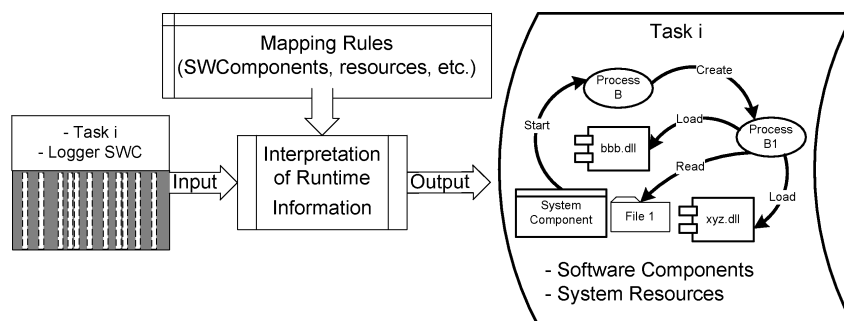 Mapping Rules
(SWComponents, resources, etc.)
- Task i
- Logger SWC
Input
Interpretation
of Runtime
Information
Output
Task i
Process
B
Create
Start
Load
bbb.dll
Process
B1
Read
Load
System
Component
File 1
xyz.dll
- Software Components
- System Resources